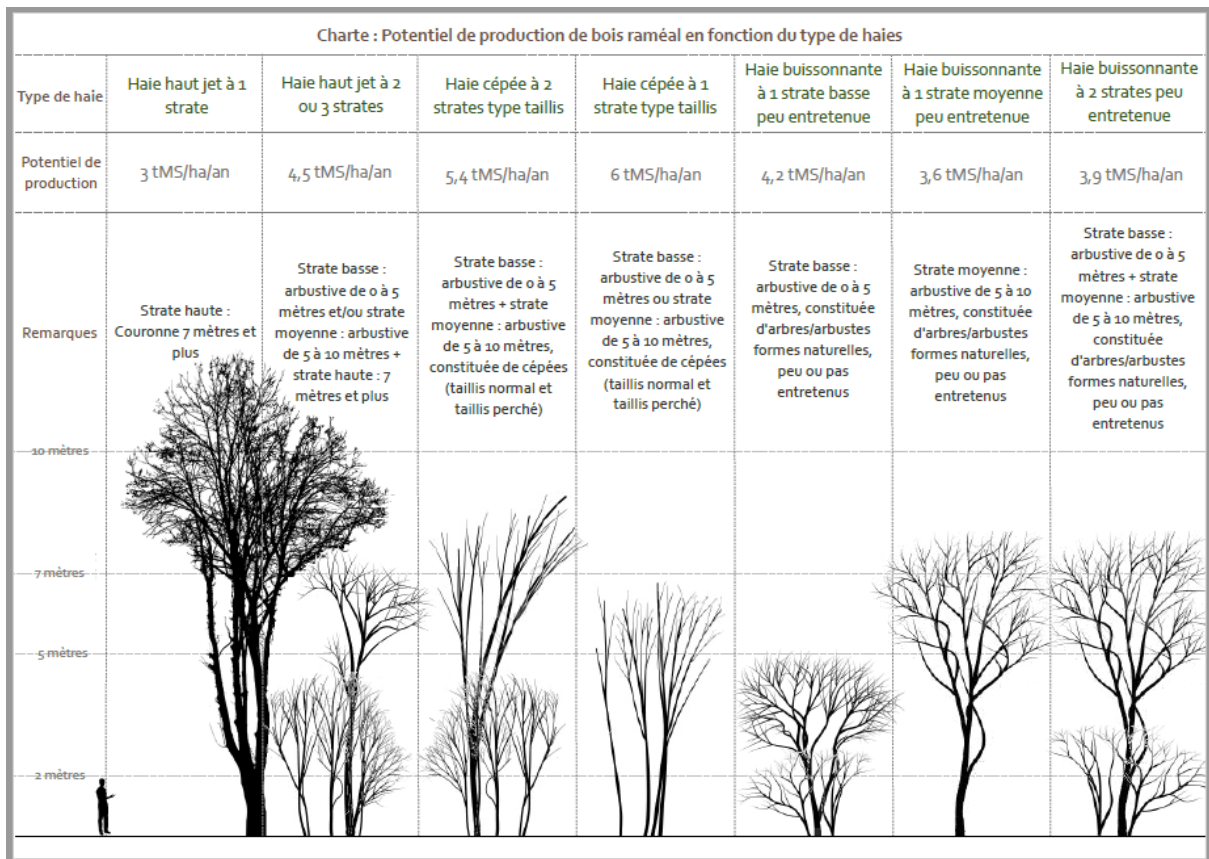 Charte : Potentiel de production de bois raméal en fonction du type de haies
Type de haie
Haie haut jet à 1
strate
Haie haut jet à 2
ou 3 strates
Haie cépée à 2
strates type taillis
Haie cépée à 1
strate type taillis
Haie buissonnante
à 1 strate basse
peu entretenue
Haie buissonnante
à 1 strate moyenne
peu entretenue
Haie buissonnante
à 2 strates peu
entretenue
Potentiel de
production
3 tMS/ha/an
4,5 tMS/ha/an
5,4 tMS/ha/an
6 tMS/ha/an
4,2 tMS/ha/an
3,6 tMS/ha/an
3,9 tMS/ha/an
Remarques
Strate haute :
Couronne 7 mètres et
plus
Strate basse :
arbustive de 0 à 5
mètres et/ou strate
moyenne : arbustive
de 5 à 10 mètres +
strate haute : 7
mètres et plus
Strate basse :
arbustive de 0 à 5
mètres + strate
moyenne : arbustive
de 5 à 10 mètres,
constituée de cépées
(taillis normal et
taillis perché)
Strate basse :
arbustive de 0 à 5
mètres ou strate
moyenne : arbustive
de 5 à 10 mètres,
constituée de cépées
(taillis normal et
taillis perché)
Strate basse :
arbustive de 0 à 5
mètres, constituée
d'arbres/arbustes
formes naturelles,
peu ou pas
entretenus
Strate moyenne :
arbustive de 5 à 10
mètres, constituée
d'arbres/arbustes
formes naturelles,
peu ou pas
entretenus
Strate basse :
arbustive de 0 à 5
mètres + strate
moyenne : arbustive
de 5 à 10 mètres,
constituée
d'arbres/arbustes
formes naturelles,
peu ou pas
entretenus
10 mètres
7 mètres
5 mètres
2 mètres